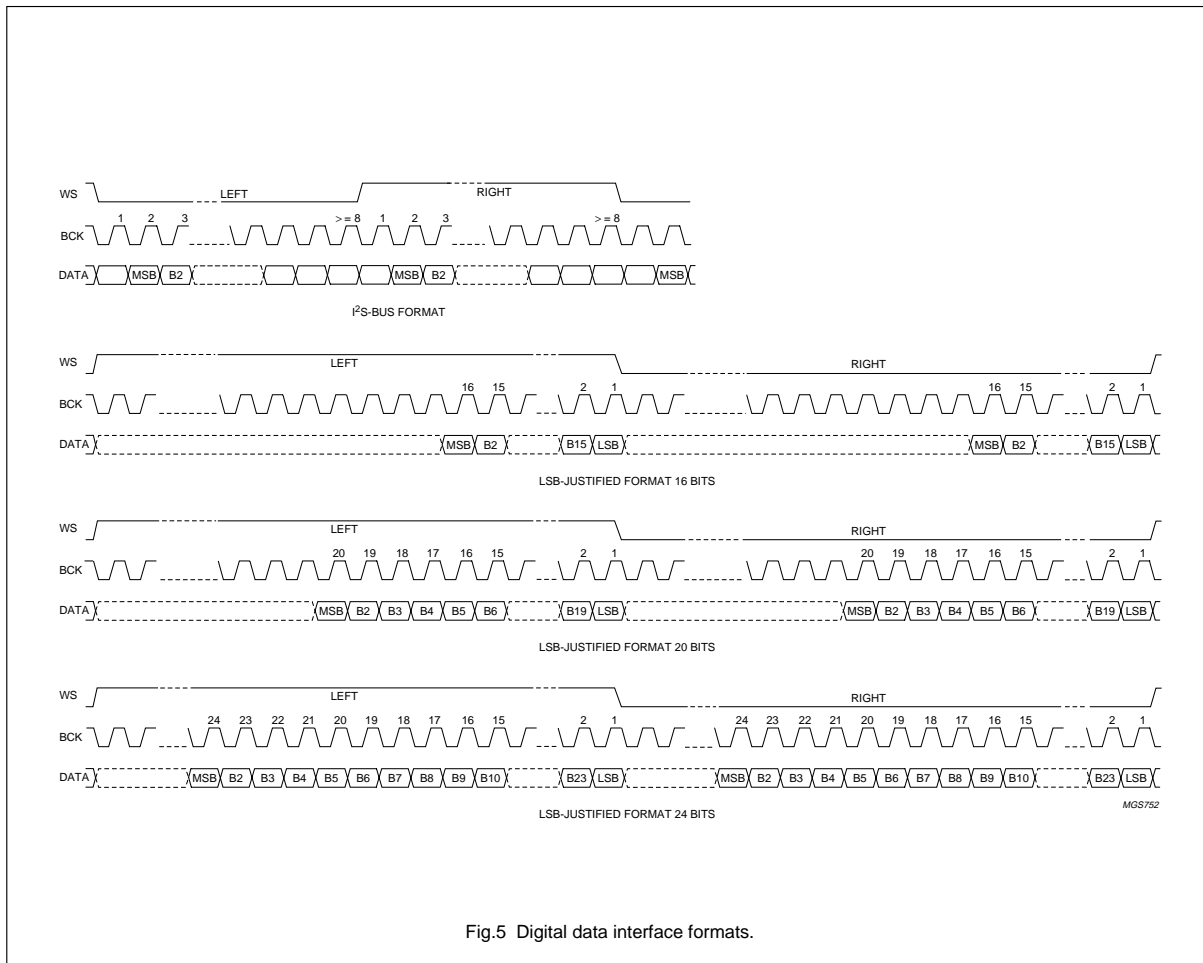 WS LEFT RIGHT
1 2 3 >= 8 1 2 3 >= 8
BCK
DATA MSB B2 MSB B2 MSB
I²S-BUS FORMAT
WS LEFT RIGHT
16 15 2 1 16 15 2 1
BCK
DATA MSB B2 B15 LSB MSB B2 B15 LSB
LSB-JUSTIFIED FORMAT 16 BITS
WS LEFT RIGHT
20 19 18 17 16 15 2 1 20 19 18 17 16 15 2 1
BCK
DATA MSB B2 B3 B4 B5 B6 B19 LSB MSB B2 B3 B4 B5 B6 B19 LSB
LSB-JUSTIFIED FORMAT 20 BITS
WS LEFT RIGHT
24 23 22 21 20 19 18 17 16 15 2 1 24 23 22 21 20 19 18 17 16 15 2 1
BCK
DATA MSB B2 B3 B4 B5 B6 B7 B8 B9 B10 B23 LSB MSB B2 B3 B4 B5 B6 B7 B8 B9 B10 B23 LSB
MGS752
LSB-JUSTIFIED FORMAT 24 BITS
Fig.5 Digital data interface formats.